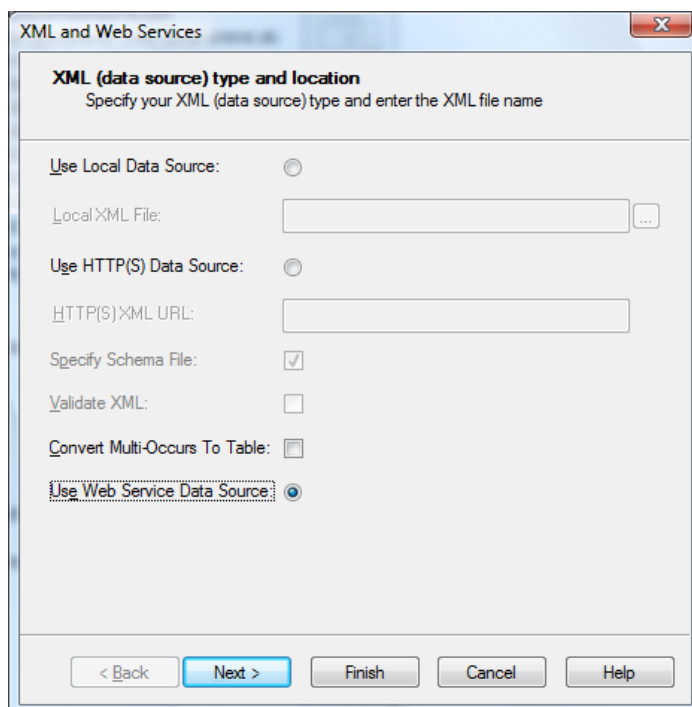 XML and Web Services
XML (data source) type and location
Specify your XML (data source) type and enter the XML file name
Use Local Data Source:
Local XML File:
...
Use HTTP(S) Data Source:
HTTP(S) XML URL:
Specify Schema File:
Validate XML:
Convert Multi-Occurs To Table:
Use Web Service Data Source:
< Back Next > Finish Cancel Help